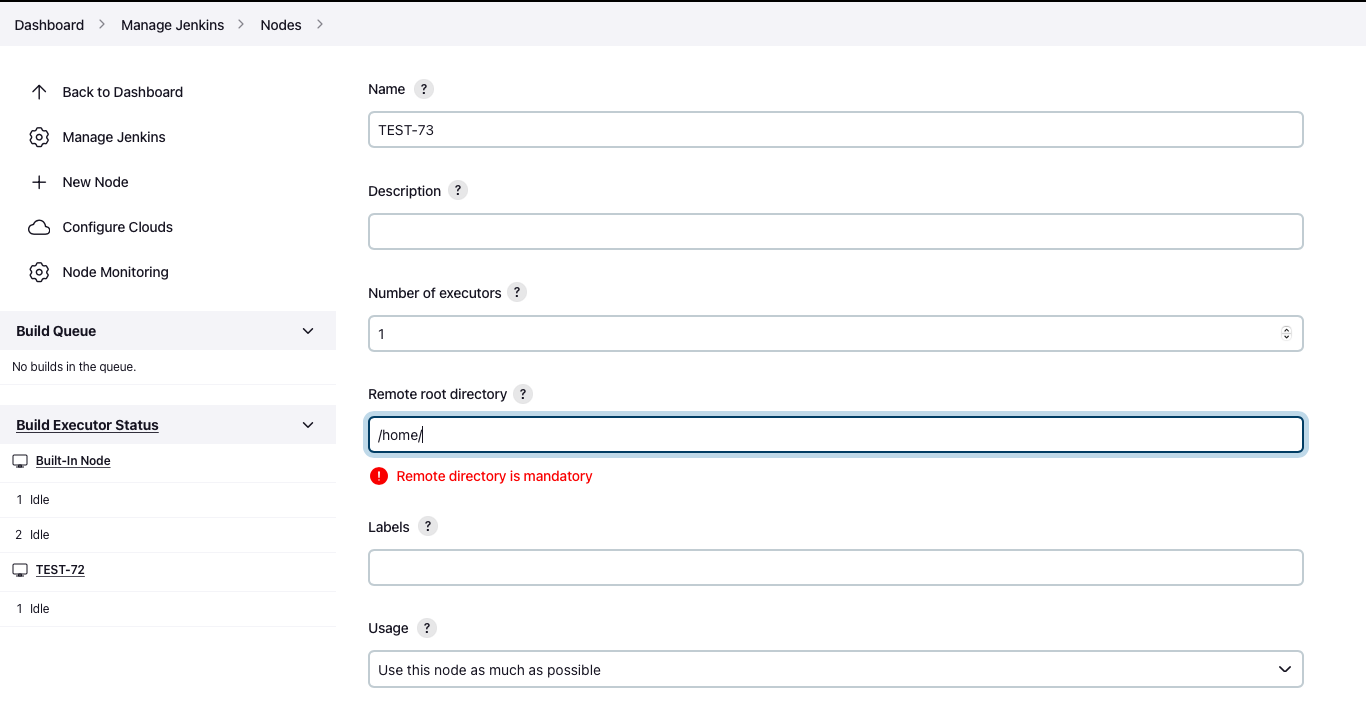 Dashboard > Manage Jenkins > Nodes >
Back to Dashboard
Manage Jenkins
New Node
Configure Clouds
Node Monitoring
Build Queue
No builds in the queue.
Build Executor Status
Built-In Node
1 Idle
2 Idle
TEST-72
1 Idle
Name ?
TEST-73
Description ?
Number of executors ?
1
Remote root directory ?
/home/
! Remote directory is mandatory
Labels ?
Usage ?
Use this node as much as possible